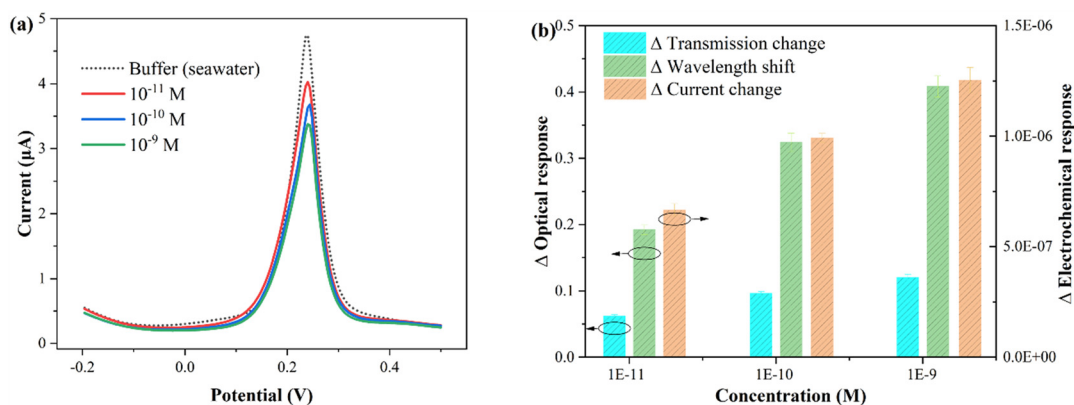 (a)
5
4
3
2
1
0
Current (μA)
Buffer (seawater)
10⁻¹¹ M
10⁻¹⁰ M
10⁻⁹ M
-0.2
0.0
0.2
0.4
Potential (V)
(b)
0.5
0.4
0.3
0.2
0.1
0.0
Δ Optical response
Δ Transmission change
Δ Wavelength shift
Δ Current change
1.5E-06
1.0E-06
5.0E-07
0.0E+00
Δ Electrochemical response
1E-11
1E-10
1E-9
Concentration (M)